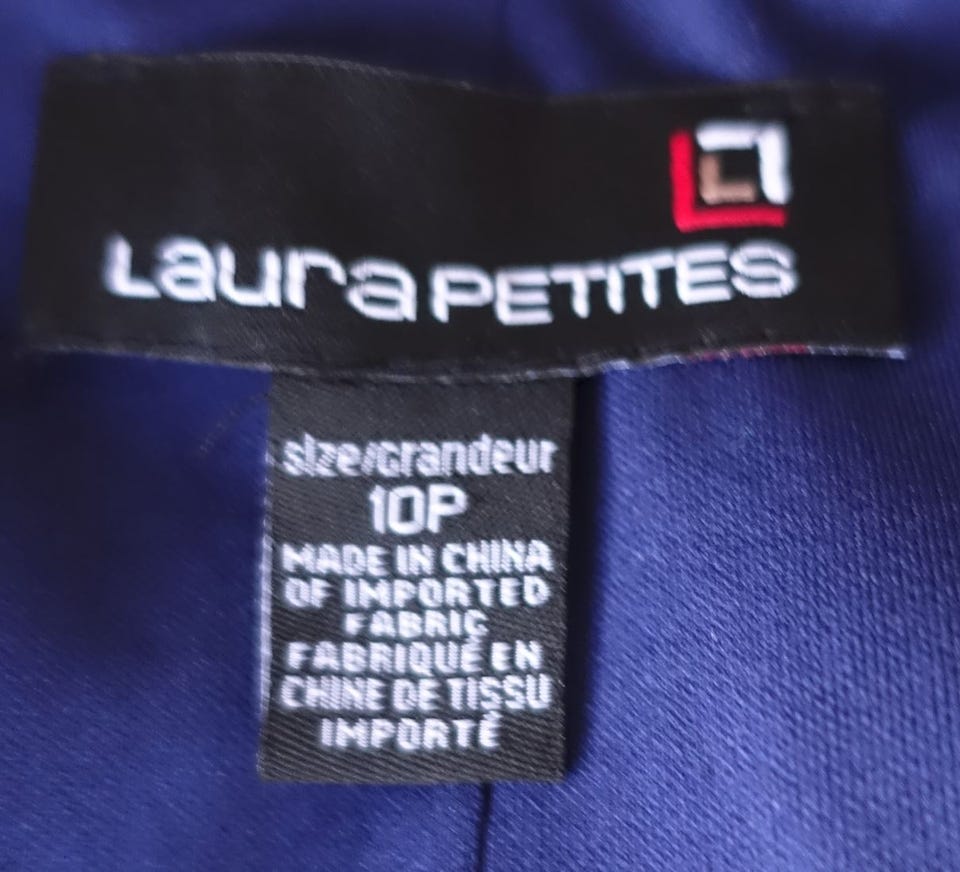 Laura PETITES
size/grandeur
10P
MADE IN CHINA
OF IMPORTED
FABRIC
FABRIQUÉ EN
CHINE DE TISSU
IMPORTÉ